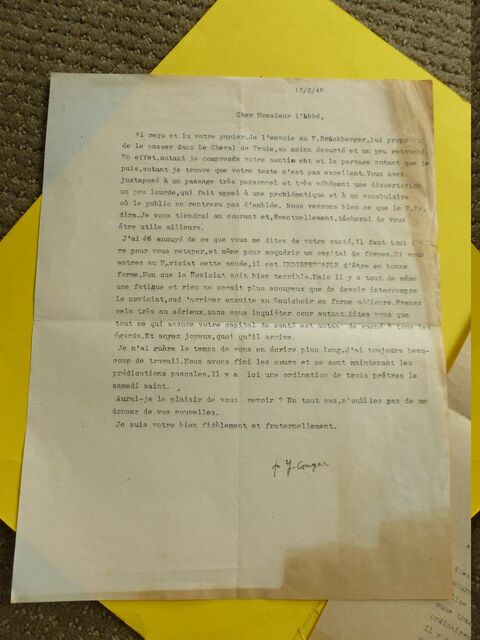 13/3/48
Cher Monsieur l'abbé,
Ai reçu et lu votre papier.Je l'envoie au P.Bruckberger,lui propo
de le passer dans Le Cheval de Troie,au moins écourté et un peu retouché.
En effet,autant je comprends votre sentiment et le partage autant que je
puis,autant je trouve que votre texte n'est pas excellent.Vous avez
juxtaposé à un passage très personnel et très véhément une dissertation
un peu lourde,qui fait appel à une problématique et à un vocabulaire
où le public ne rentrera pas d'emblée. Nous verrons bien ce que le P.Br.
dira.Je vous tiendrai au courant et,éventuellement,tâcherai de vous
être utile ailleurs.
J'ai été ennuyé de ce que vous me dites de votre santé.Il faut tout
re pour vous retaper,et même pour acquérir un capital de forces.Si vous
entrez au N,viciat cette année,il est INDISPENSABLE d'être en bonne
forme.Non que le Noviciat soit bien terrible.Mais il y a tout de même
une fatigue et rien ne serait plus ennuyeux que de devoir interrompre
le noviciat,oud 'arriver ensuite au Saulchoir en forme médiocre.Prenez
cela très au sérieux,sans vous inquiéter cour autant.Dites vous que
tout ce qui assure votre capital de santé est autant de gagné à tous les
égards.Et soyez joyeux,quoi qu'il arrive.
Je n'ai guère le temps de vous en écrire plus long.J'ai toujours beau-
coup de travail.Nous avons fini les cours et ce sont maintenant les
prédications pascales.Il y a ici une ordination de trois prêtres le
samedi saint.
Aurai-je le plaisir de vous revoir ? En tout cas,n'oubliez pas de me
donner de vos nouvelles.
Je suis votre bien fidèlement et fraternellement.
fr Y. Congar